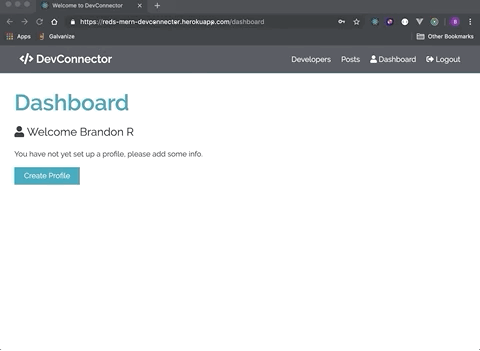 Welcome to DevConnector
https://reds-mern-devconnecter.herokuapp.com/dashboard
Apps Galvanize Other Bookmarks
DevConnector Developers Posts Dashboard Logout
Dashboard
Welcome Brandon R
You have not yet set up a profile, please add some info.
Create Profile